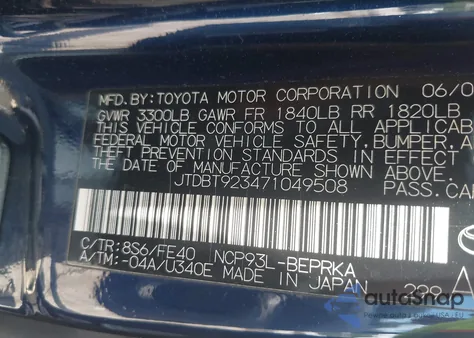 MFD.BY:TOYOTA MOTOR CORPORATION 06/0
GVWR 3300LB GAWR FR 1840LB RR 1820LB
THIS VEHICLE CONFORMS TO ALL APPLICAB
FEDERAL MOTOR VEHICLE SAFETY,BUMPER,A
THEFT PREVENTION STANDARDS IN EFFECT
THE DATE OF MANUFACTURE SHOWN ABOVE.
JTDBT923471049508 PASS.CA
C/TR:8S6/FE40 NCP93L-BEPRKA
A/TM:-04A/U340E MADE IN JAPAN
autoSnap